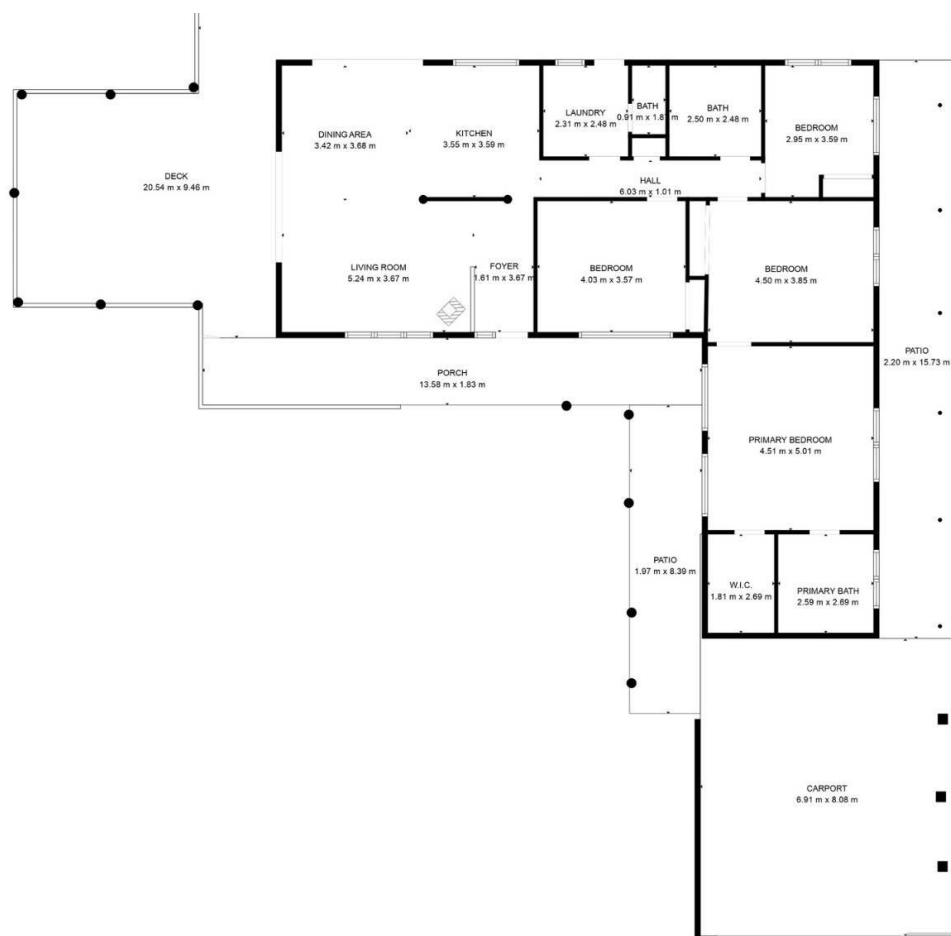 LAUNDRY
2.31 m x 2.48 m
BATH
0.91 m x 1.87 m
BATH
2.50 m x 2.48 m
BEDROOM
2.95 m x 3.59 m
DINING AREA
3.42 m x 3.68 m
KITCHEN
3.55 m x 3.59 m
DECK
20.54 m x 9.46 m
HALL
6.03 m x 1.01 m
LIVING ROOM
5.24 m x 3.67 m
FOYER
1.61 m x 3.67 m
BEDROOM
4.03 m x 3.57 m
BEDROOM
4.50 m x 3.85 m
PATIO
2.20 m x 15.73 m
PORCH
13.58 m x 1.83 m
PRIMARY BEDROOM
4.51 m x 5.01 m
PATIO
1.97 m x 8.39 m
W.I.C.
1.81 m x 2.69 m
PRIMARY BATH
2.59 m x 2.69 m
CARPORT
6.91 m x 8.08 m